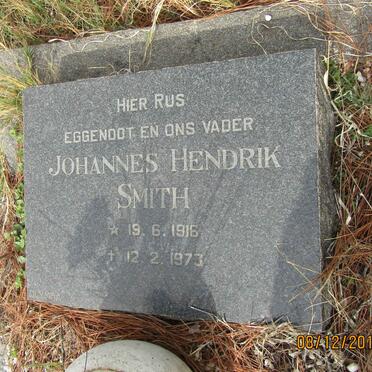 HIER RUS
EGGENOOT EN ONS VADER
JOHANNES HENDRIK
SMITH
* 19. 6. 1916
† 12. 2. 1973